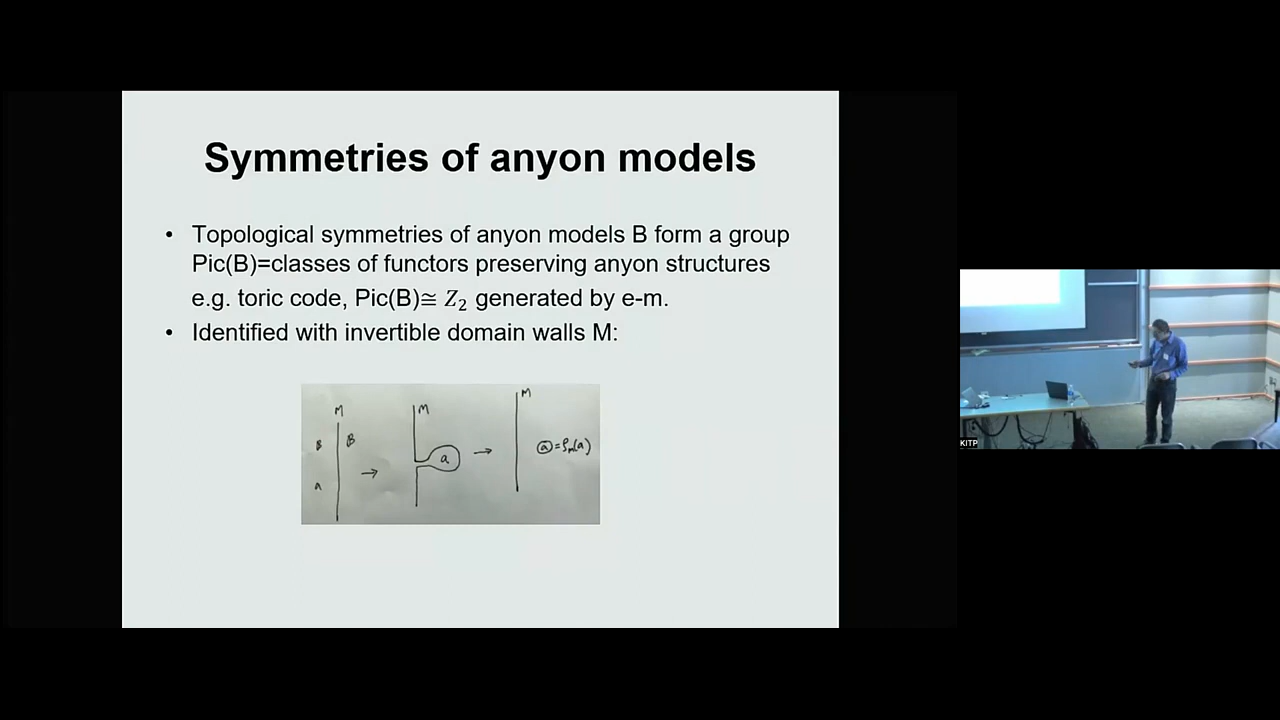 Symmetries of anyon models
• Topological symmetries of anyon models B form a group
Pic(B)=classes of functors preserving anyon structures
e.g. toric code, Pic(B)≅ Z₂ generated by e-m.
• Identified with invertible domain walls M:
M
B B
a
→
M
a
→
M
ⓐ=ρₘ(a)
KITP